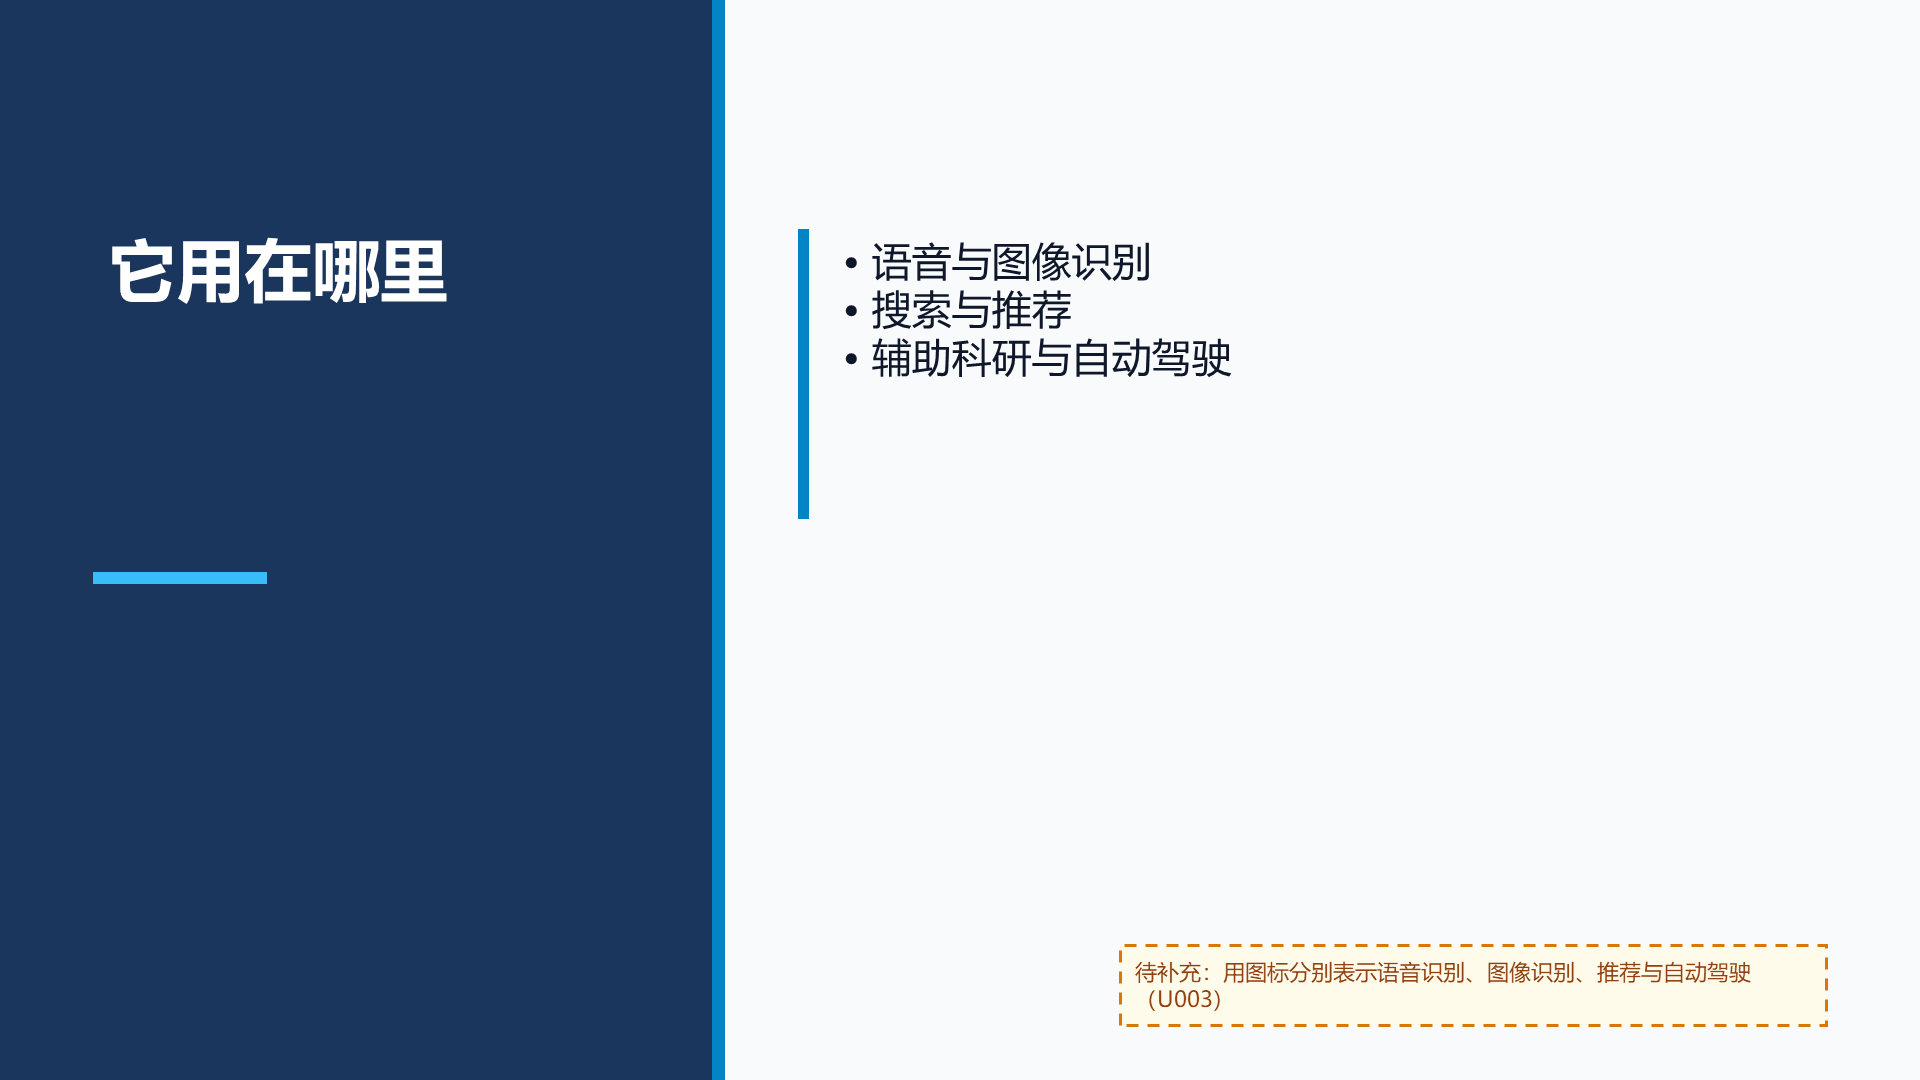 它用在哪里
• 语音与图像识别
• 搜索与推荐
• 辅助科研与自动驾驶
待补充：用图标分别表示语音识别、图像识别、推荐与自动驾驶
（U003）